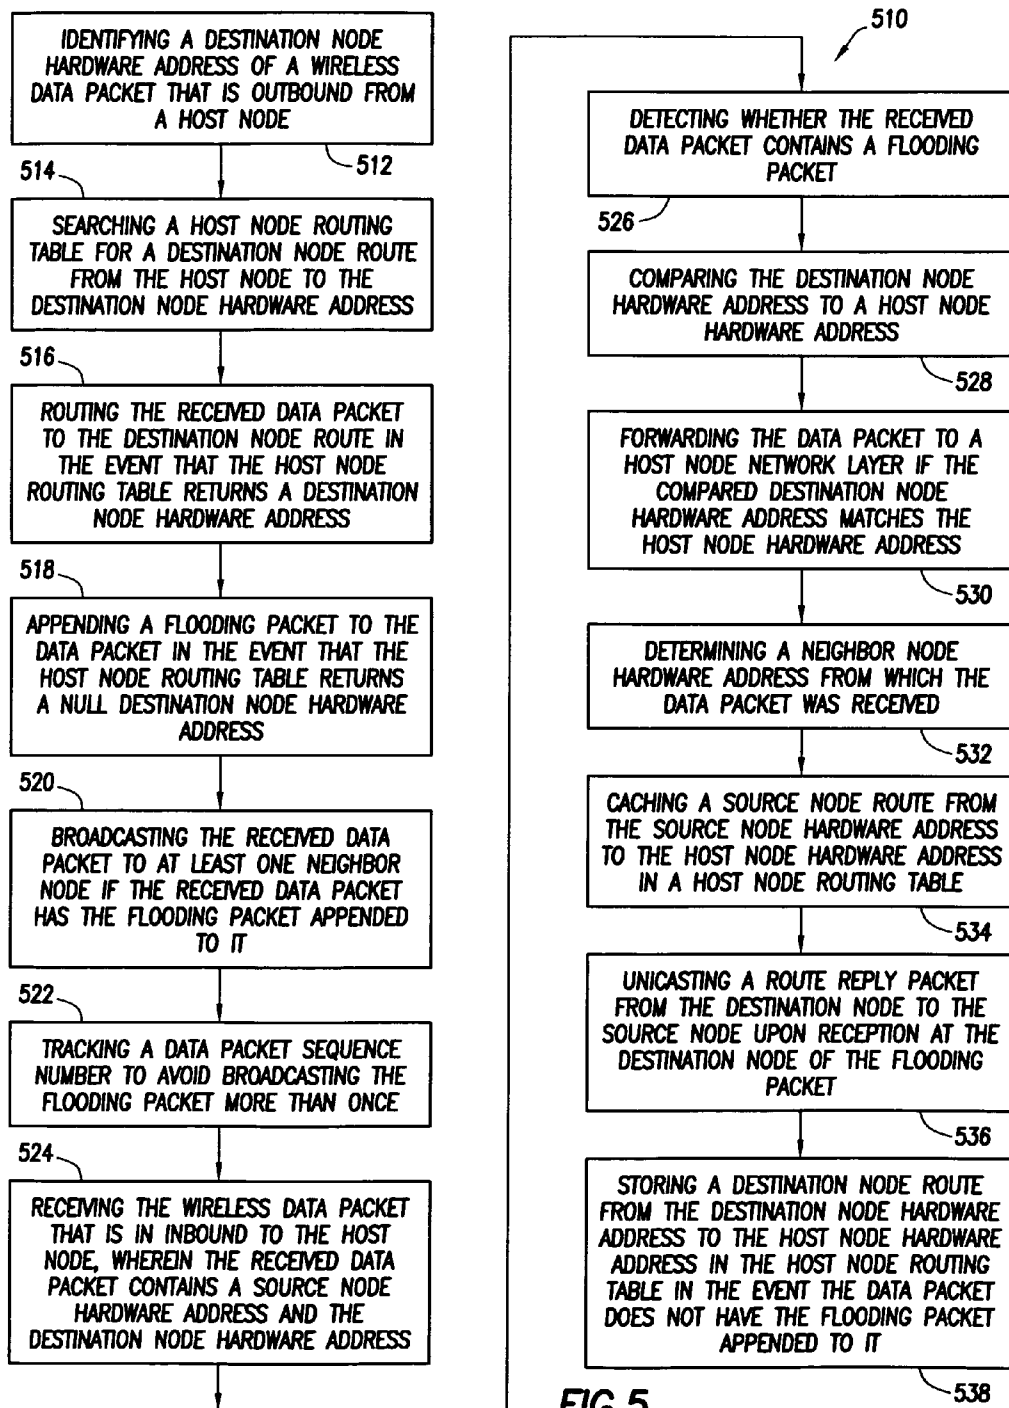 IDENTIFYING A DESTINATION NODE
HARDWARE ADDRESS OF A WIRELESS
DATA PACKET THAT IS OUTBOUND FROM
A HOST NODE
512
514
SEARCHING A HOST NODE ROUTING
TABLE FOR A DESTINATION NODE ROUTE
FROM THE HOST NODE TO THE
DESTINATION NODE HARDWARE ADDRESS
516
ROUTING THE RECEIVED DATA PACKET
TO THE DESTINATION NODE ROUTE IN
THE EVENT THAT THE HOST NODE
ROUTING TABLE RETURNS A DESTINATION
NODE HARDWARE ADDRESS
518
APPENDING A FLOODING PACKET TO THE
DATA PACKET IN THE EVENT THAT THE
HOST NODE ROUTING TABLE RETURNS
A NULL DESTINATION NODE HARDWARE
ADDRESS
520
BROADCASTING THE RECEIVED DATA
PACKET TO AT LEAST ONE NEIGHBOR
NODE IF THE RECEIVED DATA PACKET
HAS THE FLOODING PACKET APPENDED
TO IT
522
TRACKING A DATA PACKET SEQUENCE
NUMBER TO AVOID BROADCASTING THE
FLOODING PACKET MORE THAN ONCE
524
RECEIVING THE WIRELESS DATA PACKET
THAT IS IN INBOUND TO THE HOST
NODE, WHEREIN THE RECEIVED DATA
PACKET CONTAINS A SOURCE NODE
HARDWARE ADDRESS AND THE
DESTINATION NODE HARDWARE ADDRESS
510
DETECTING WHETHER THE RECEIVED
DATA PACKET CONTAINS A FLOODING
PACKET
526
COMPARING THE DESTINATION NODE
HARDWARE ADDRESS TO A HOST NODE
HARDWARE ADDRESS
528
FORWARDING THE DATA PACKET TO A
HOST NODE NETWORK LAYER IF THE
COMPARED DESTINATION NODE
HARDWARE ADDRESS MATCHES THE
HOST NODE HARDWARE ADDRESS
530
DETERMINING A NEIGHBOR NODE
HARDWARE ADDRESS FROM WHICH THE
DATA PACKET WAS RECEIVED
532
CACHING A SOURCE NODE ROUTE FROM
THE SOURCE NODE HARDWARE ADDRESS
TO THE HOST NODE HARDWARE ADDRESS
IN A HOST NODE ROUTING TABLE
534
UNICASTING A ROUTE REPLY PACKET
FROM THE DESTINATION NODE TO THE
SOURCE NODE UPON RECEPTION AT THE
DESTINATION NODE OF THE FLOODING
PACKET
536
STORING A DESTINATION NODE ROUTE
FROM THE DESTINATION NODE HARDWARE
ADDRESS TO THE HOST NODE HARDWARE
ADDRESS IN THE HOST NODE ROUTING
TABLE IN THE EVENT THE DATA PACKET
DOES NOT HAVE THE FLOODING PACKET
APPENDED TO IT
538
FIG.5